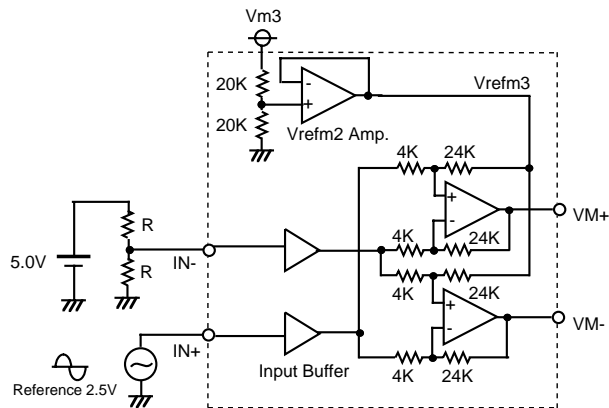 Vm3
20K
20K
-
+
Vrefm2 Amp.
Vrefm3
4K
24K
+
-
VM+
4K
24K
R
R
5.0V
IN-
4K
24K
+
-
VM-
4K
24K
IN+
Input Buffer
Reference 2.5V